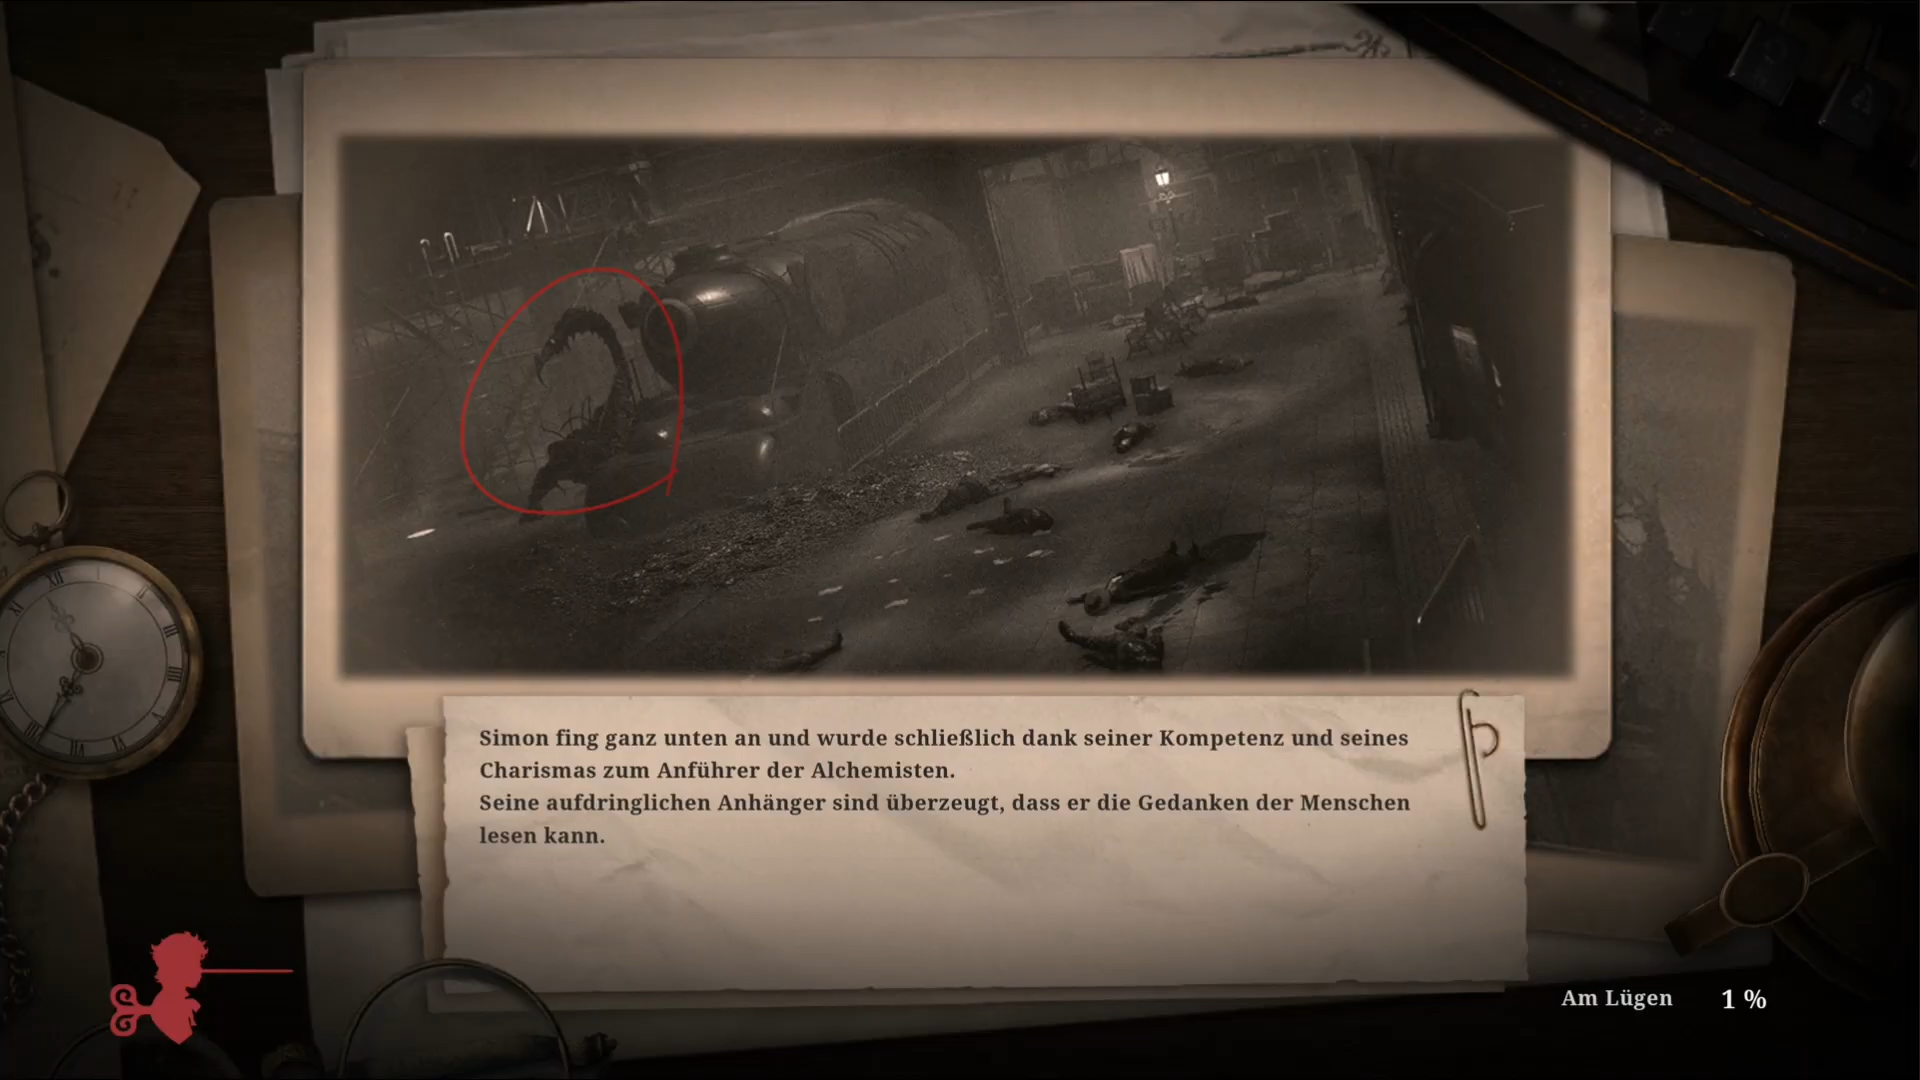 Simon fing ganz unten an und wurde schließlich dank seiner Kompetenz und seines
Charismas zum Anführer der Alchemisten.
Seine aufdringlichen Anhänger sind überzeugt, dass er die Gedanken der Menschen
lesen kann.
Am Lügen 1 %